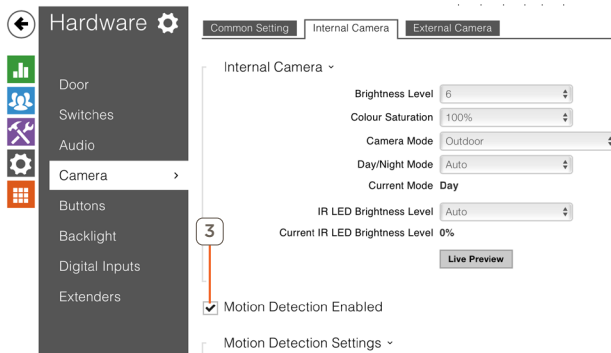 Hardware
Common Setting
Internal Camera
External Camera
Internal Camera
Door
Switches
Audio
Camera
Buttons
Backlight
Digital Inputs
Extenders
Brightness Level 6
Colour Saturation 100%
Camera Mode Outdoor
Day/Night Mode Auto
Current Mode Day
IR LED Brightness Level Auto
Current IR LED Brightness Level 0%
Live Preview
3
Motion Detection Enabled
Motion Detection Settings